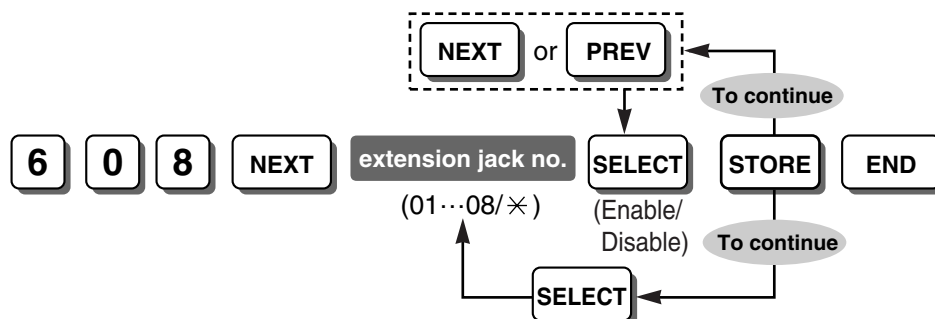 NEXT or PREV
To continue
6 0 8 NEXT extension jack no. SELECT STORE END
(01···08/✳)
(Enable/
Disable)
To continue
SELECT